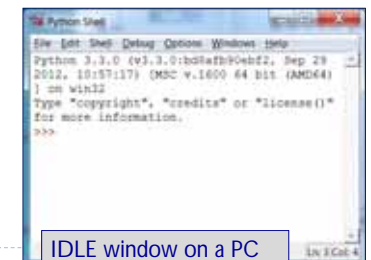 Python Shell
File Edit Shell Debug Options Windows Help
Python 3.3.0 (v3.3.0:bd8afb90ebf2, Sep 29
2012, 10:57:17) [MSC v.1600 64 bit (AMD64)
] on win32
Type "copyright", "credits" or "license()"
for more information.
>>>
Ln: 3 Col: 4
IDLE window on a PC